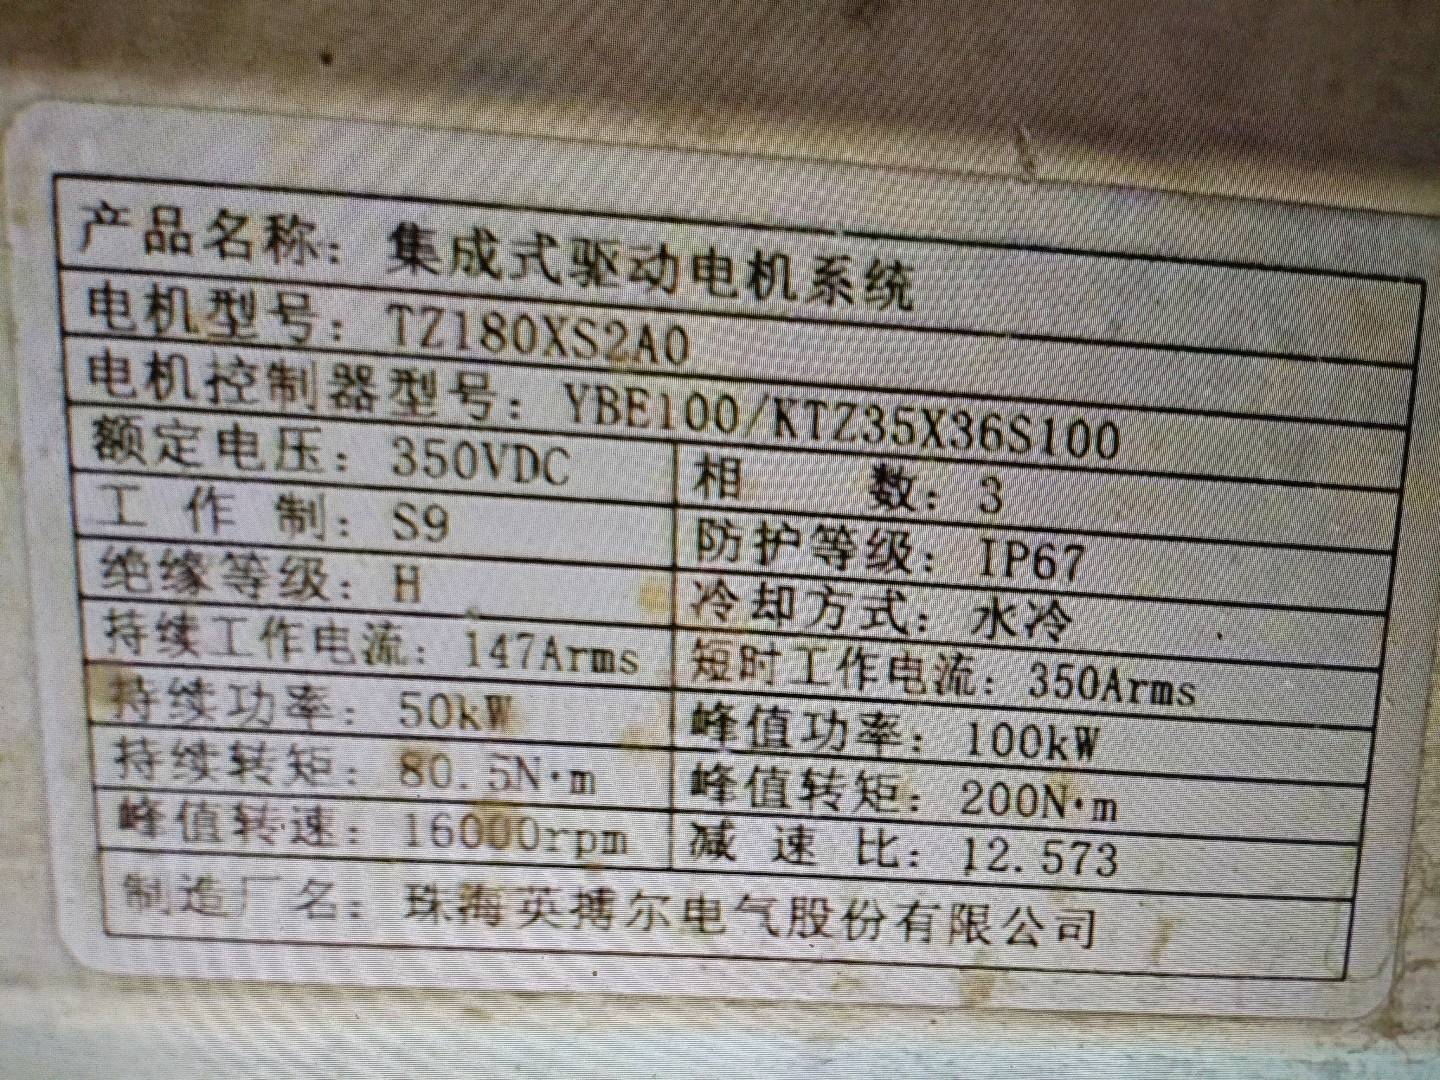 产品名称：集成式驱动电机系统
电机型号：TZ180XS2A0
电机控制器型号：YBE100/KTZ35X36S100
额定电压：350VDC 相 数：3
工 作 制：S9 防护等级：IP67
绝缘等级：H 冷却方式：水冷
持续工作电流：147Arms 短时工作电流：350Arms
持续功率：50kW 峰值功率：100kW
持续转矩：80.5N·m 峰值转矩：200N·m
峰值转速：16000rpm 减 速 比：12.573
制造厂名：珠海英搏尔电气股份有限公司